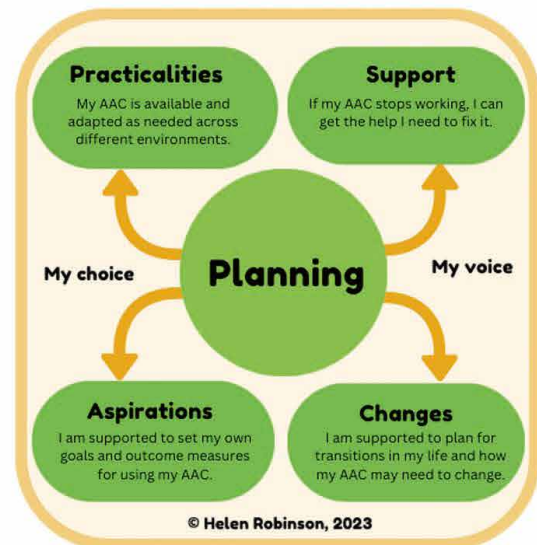 Practicalities
My AAC is available and
adapted as needed across
different environments.
Support
If my AAC stops working, I can
get the help I need to fix it.
My choice
Planning
My voice
Aspirations
I am supported to set my own
goals and outcome measures
for using my AAC.
Changes
I am supported to plan for
transitions in my life and how
my AAC may need to change.
© Helen Robinson, 2023